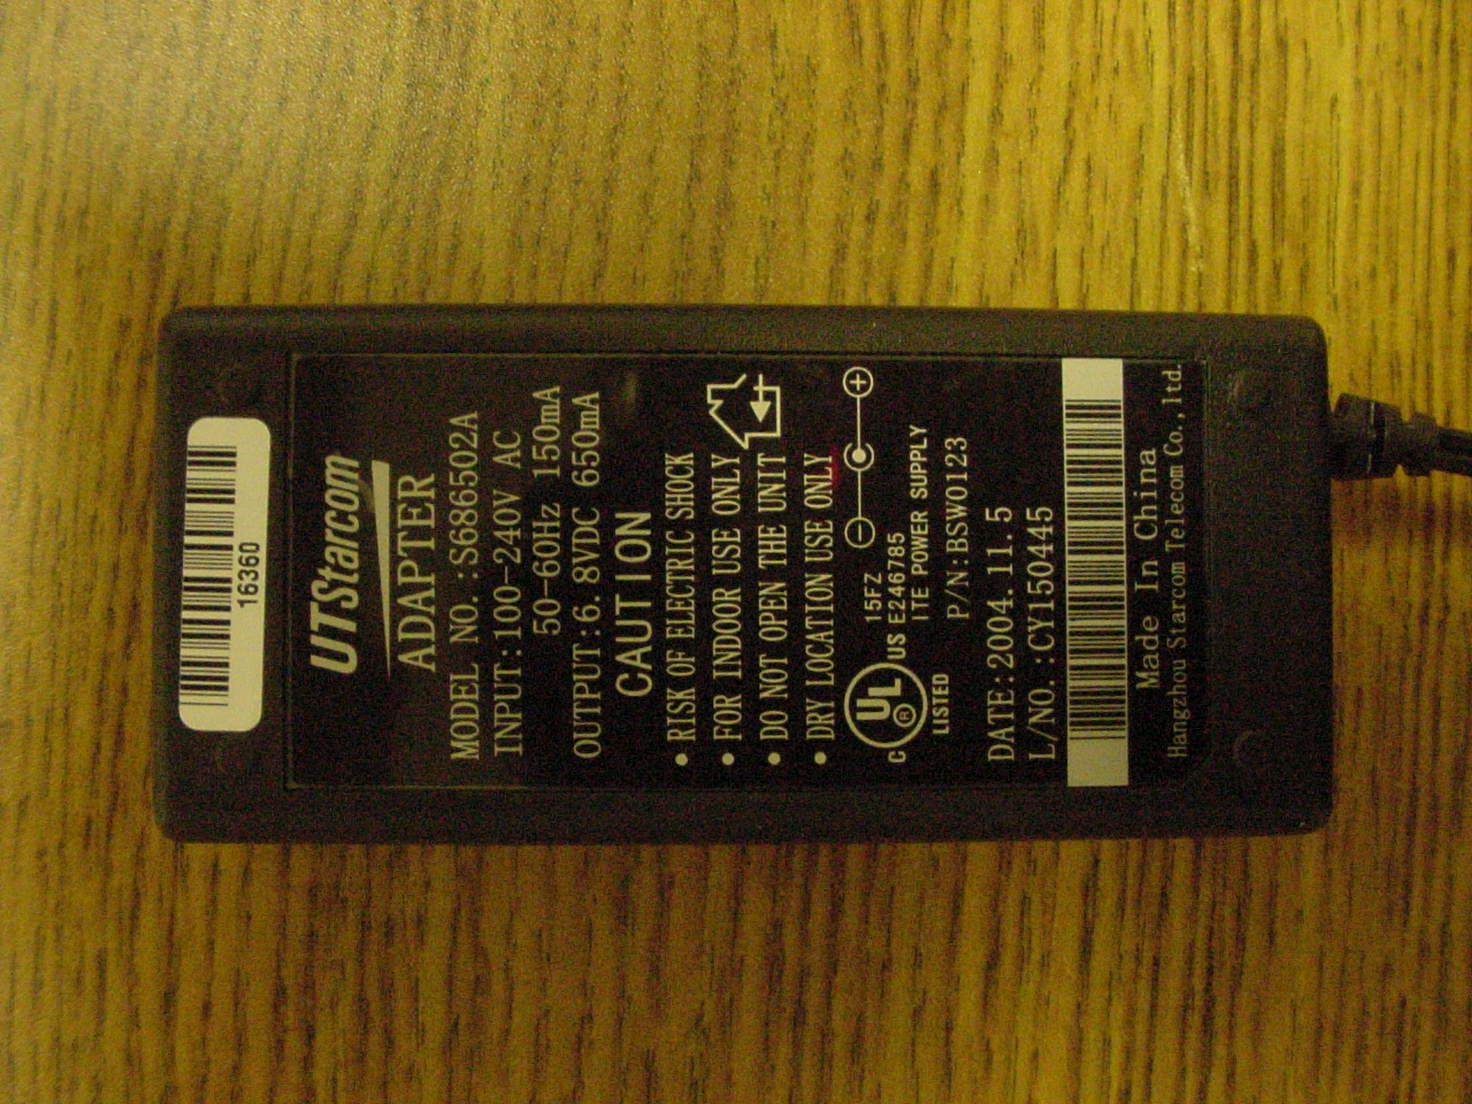 16360
UTStarcom
ADAPTER
MODEL NO.:S686502A
INPUT:100-240V AC
50-60Hz 150mA
OUTPUT:6.8VDC 650mA
CAUTION
• RISK OF ELECTRIC SHOCK
• FOR INDOOR USE ONLY
• DO NOT OPEN THE UNIT
• DRY LOCATION USE ONLY
- +
15FZ
C UL US E246785
® ITE POWER SUPPLY
LISTED
P/N:BSW0123
DATE:2004.11.5
L/NO.:CY150445
Made In China
Hangzhou Starcom Telecom Co.,ltd.